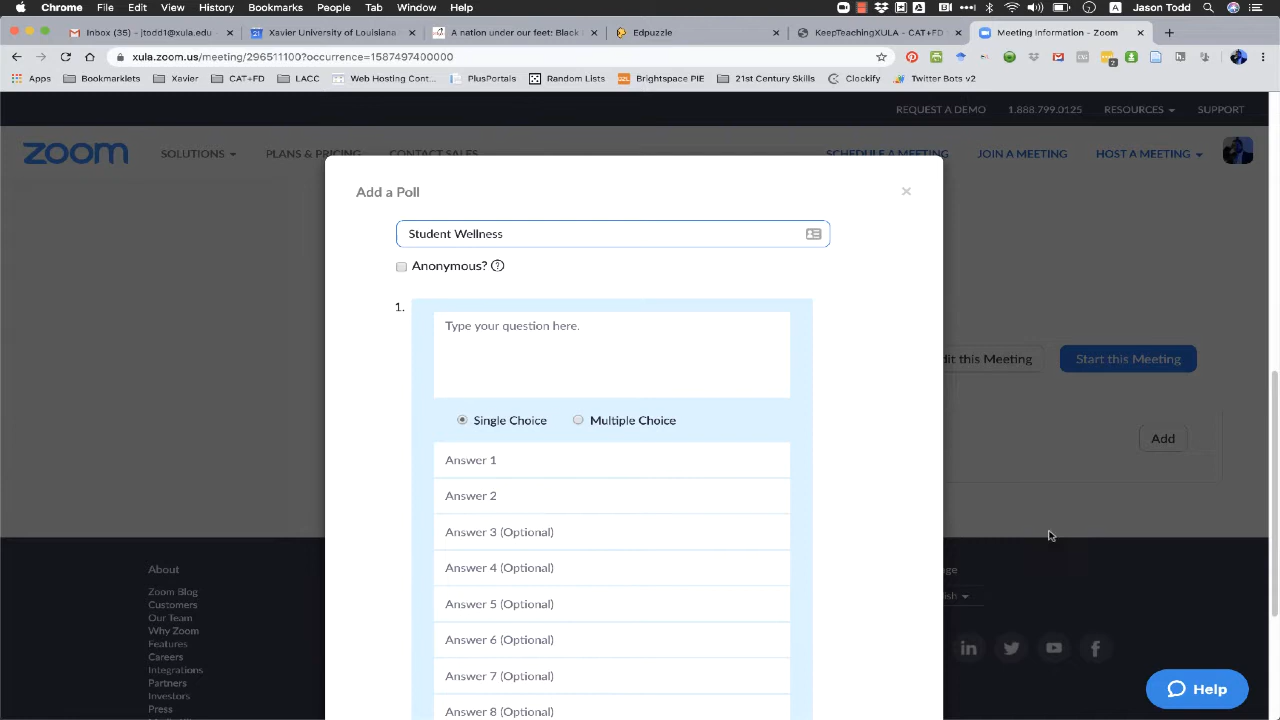 Chrome File Edit View History Bookmarks People Tab Window Help
Inbox (35) - jtodd1@xula.edu -
Xavier University of Louisiana
A nation under our feet: Black
Edpuzzle
KeepTeachingXULA - CAT+FD
Meeting Information - Zoom
xula.zoom.us/meeting/296511100?occurrence=1585497400000
Apps Bookmarklets Xavier CAT+FD LALA Web Hosting Cont... PlusPortals Random Lists Brightspace PIE 21st Century Skills Clockify Twitter Bots v2
REQUEST A DEMO 1.888.799.0125 RESOURCES SUPPORT
zoom SOLUTIONS PLANS & PRICING CONTACT SALES SCHEDULE A MEETING JOIN A MEETING HOST A MEETING
Add a Poll ×
Student Wellness
Anonymous? ?
1.
Type your question here.
dit this Meeting Start this Meeting
Single Choice Multiple Choice
Add
Answer 1
Answer 2
Answer 3 (Optional)
Answer 4 (Optional)
Answer 5 (Optional)
Answer 6 (Optional)
Answer 7 (Optional)
Answer 8 (Optional)
About
Zoom Blog
Customers
Our Team
Why Zoom
Features
Careers
Integrations
Partners
Investors
Press
ge
ish
in
Help